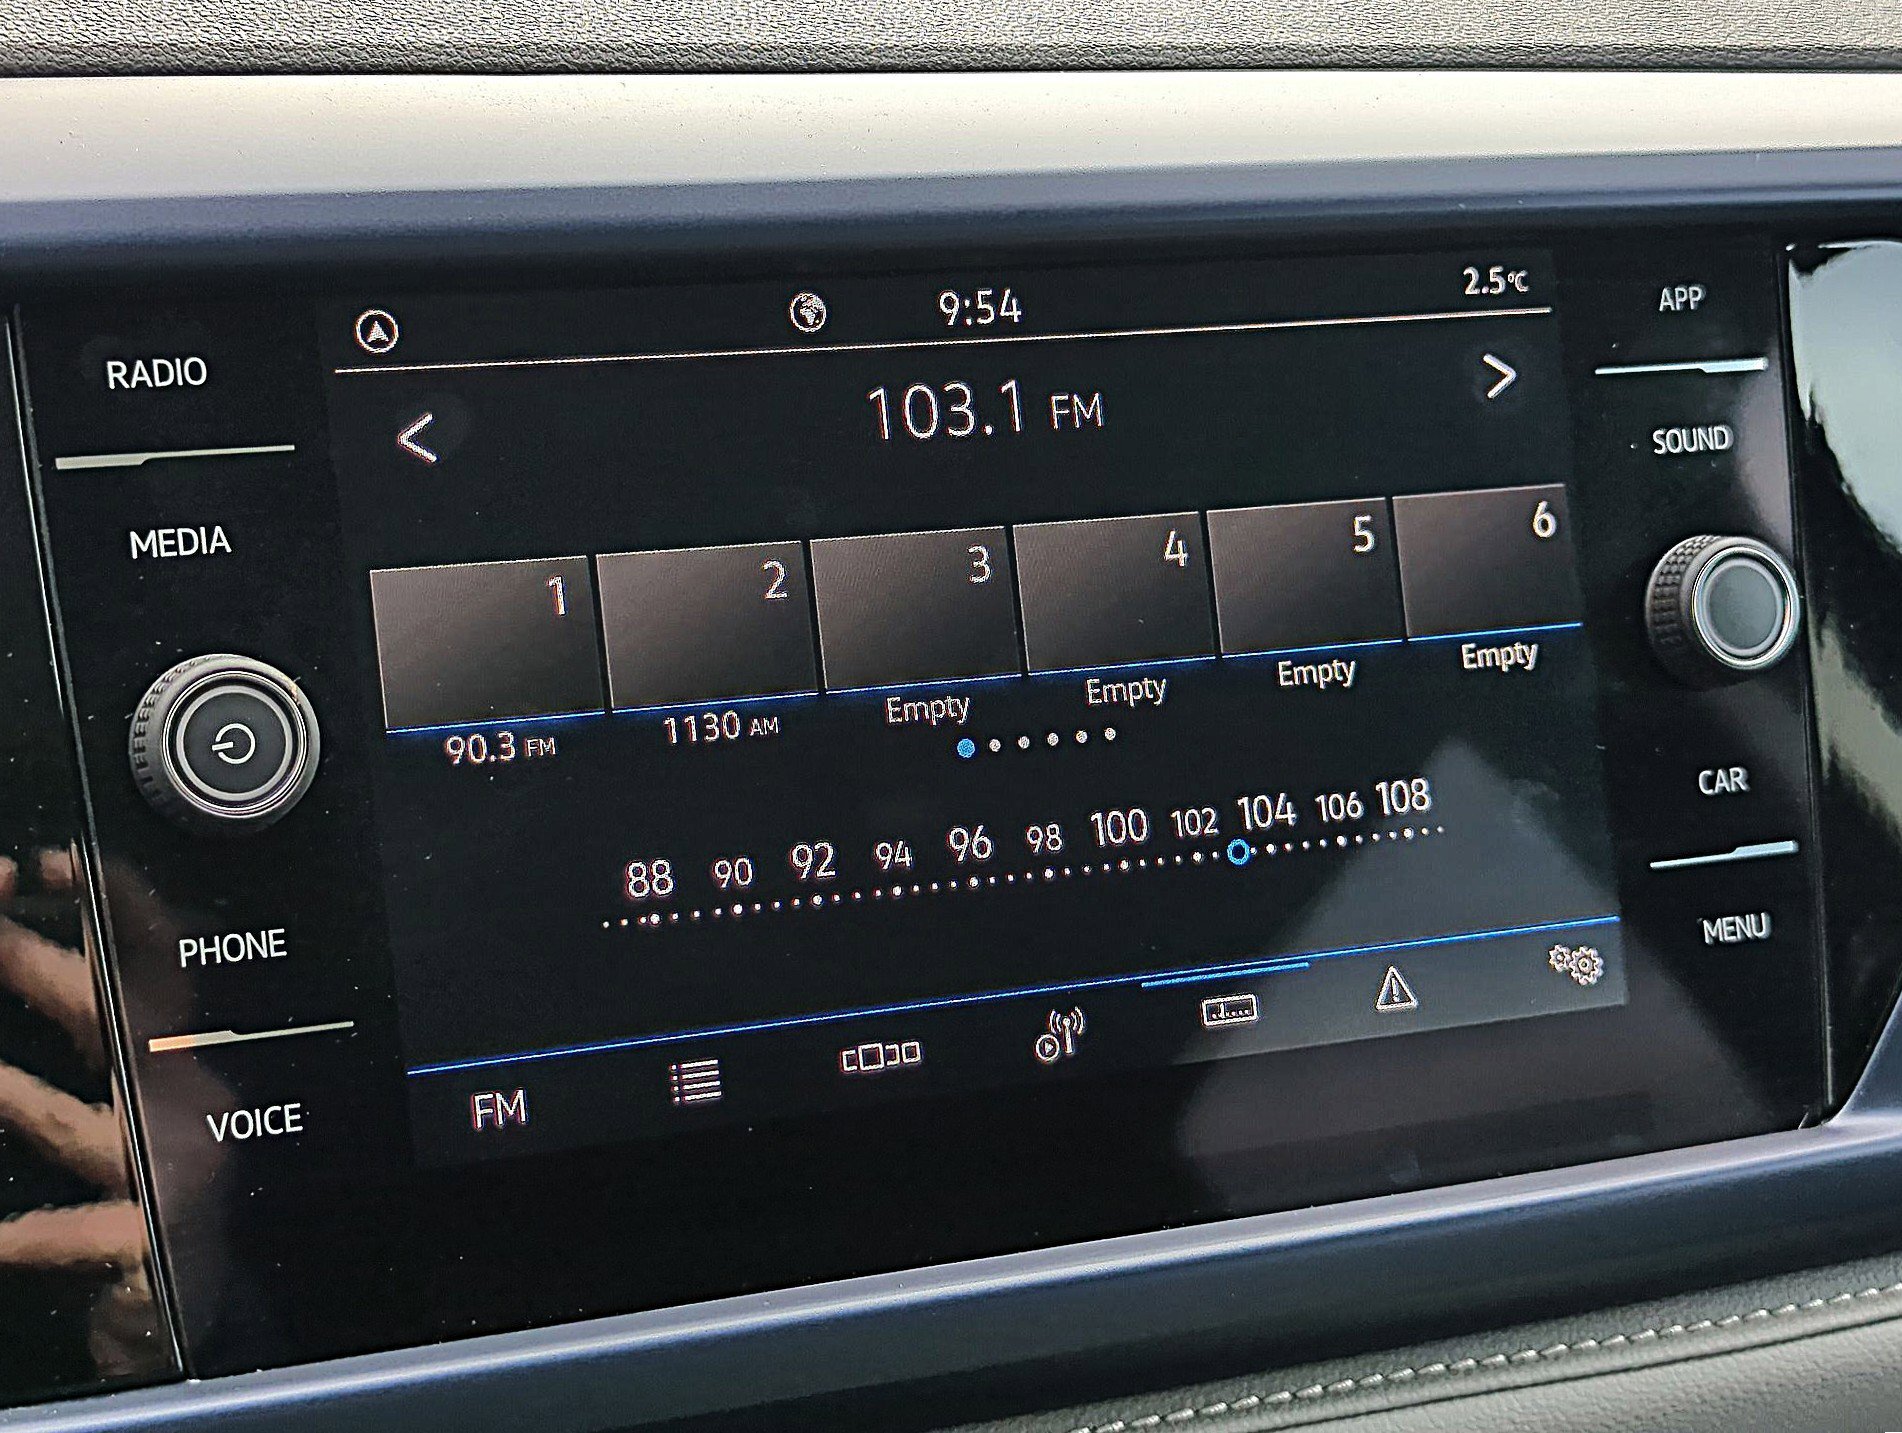 9:54
2.5°C
APP
RADIO
103.1 FM
< >
SOUND
MEDIA
1 2 3 4 5 6
90.3 FM 1130 AM Empty Empty Empty Empty
CAR
88 90 92 94 96 98 100 102 104 106 108
PHONE
MENU
FM
VOICE